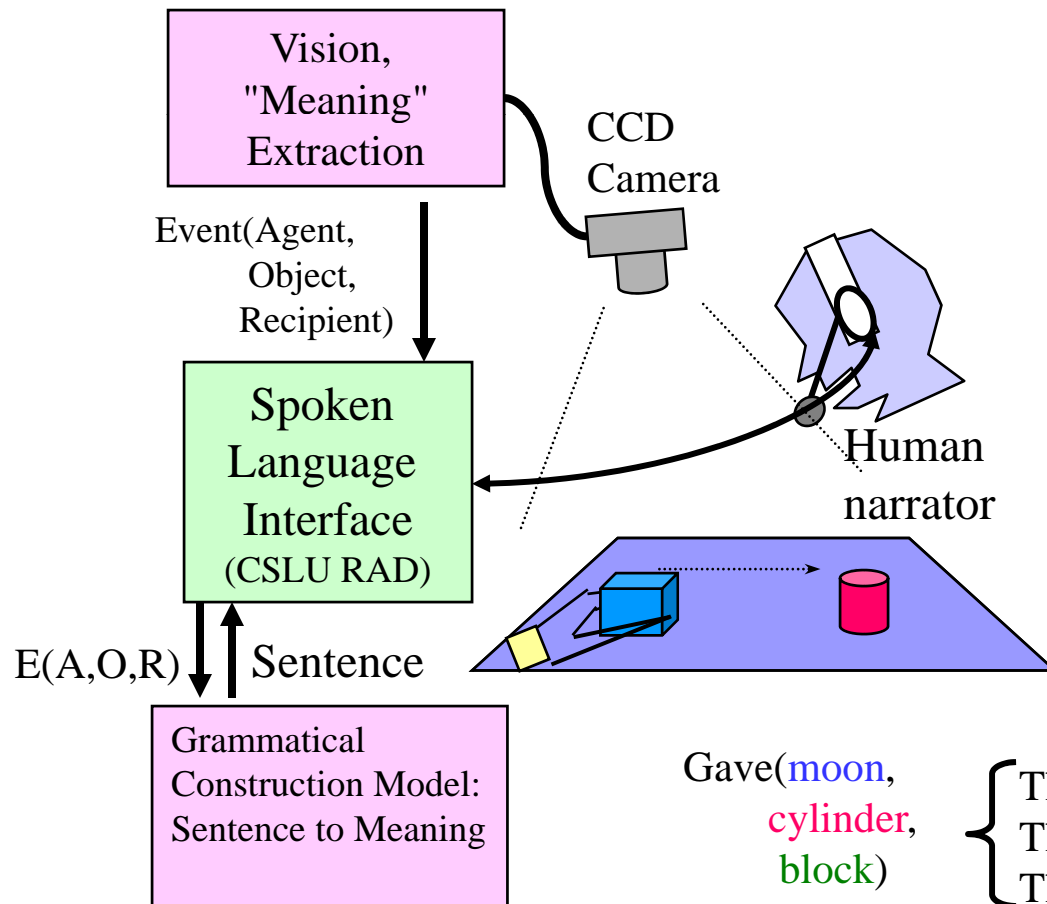 Vision,
"Meaning"
Extraction
CCD
Camera
Event(Agent,
Object,
Recipient)
Spoken
Language
Interface
(CSLU RAD)
Human
narrator
E(A,O,R)
Sentence
Grammatical
Construction Model:
Sentence to Meaning
Gave(moon,
cylinder,
block)